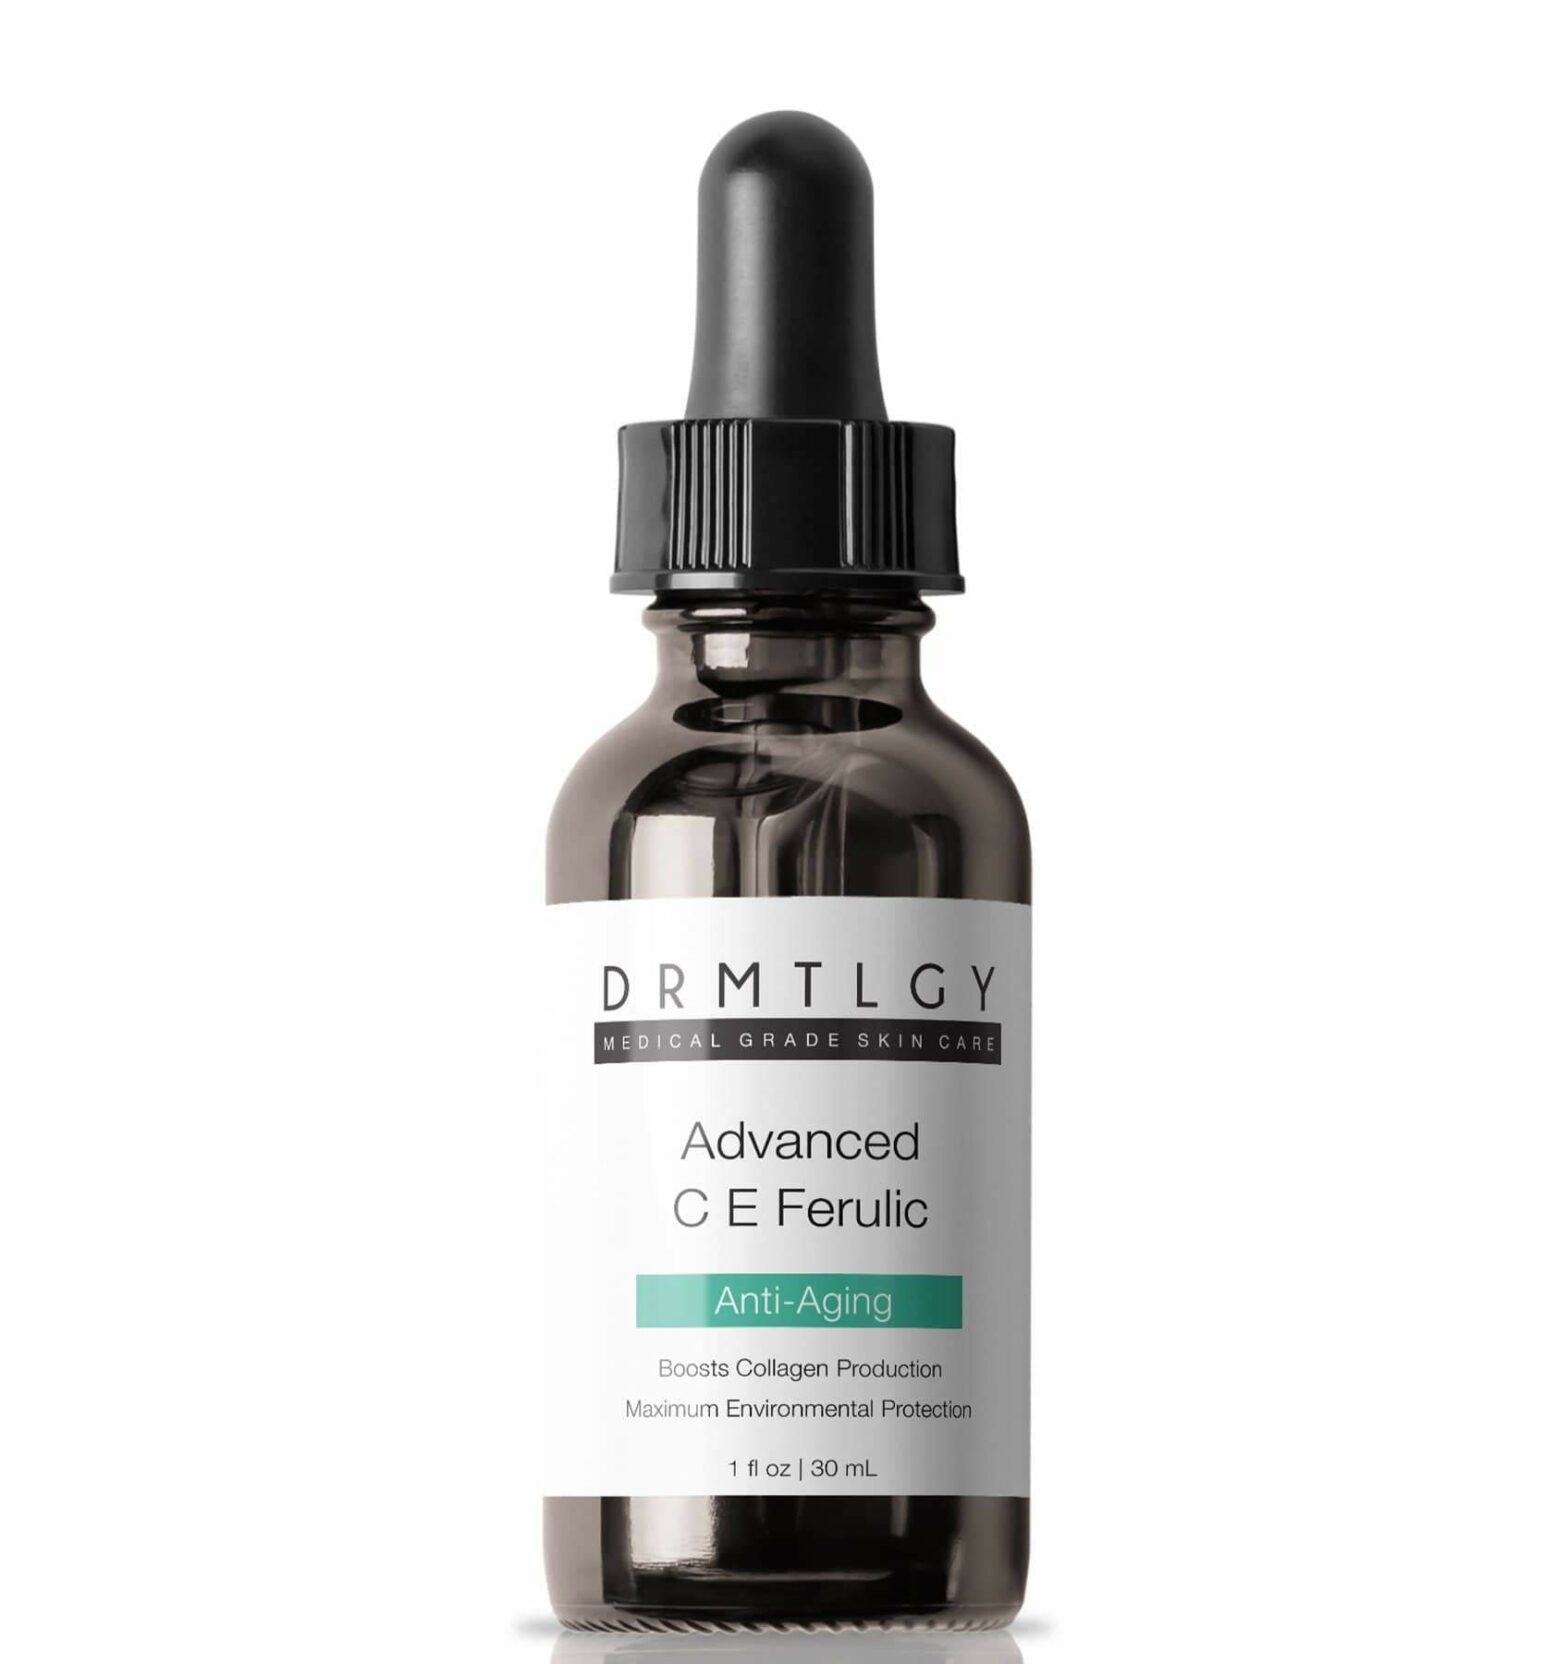 DRMTLGY
MEDICAL GRADE SKIN CARE
Advanced
C E Ferulic
Anti-Aging
Boosts Collagen Production
Maximum Environmental Protection
1 fl oz | 30 mL